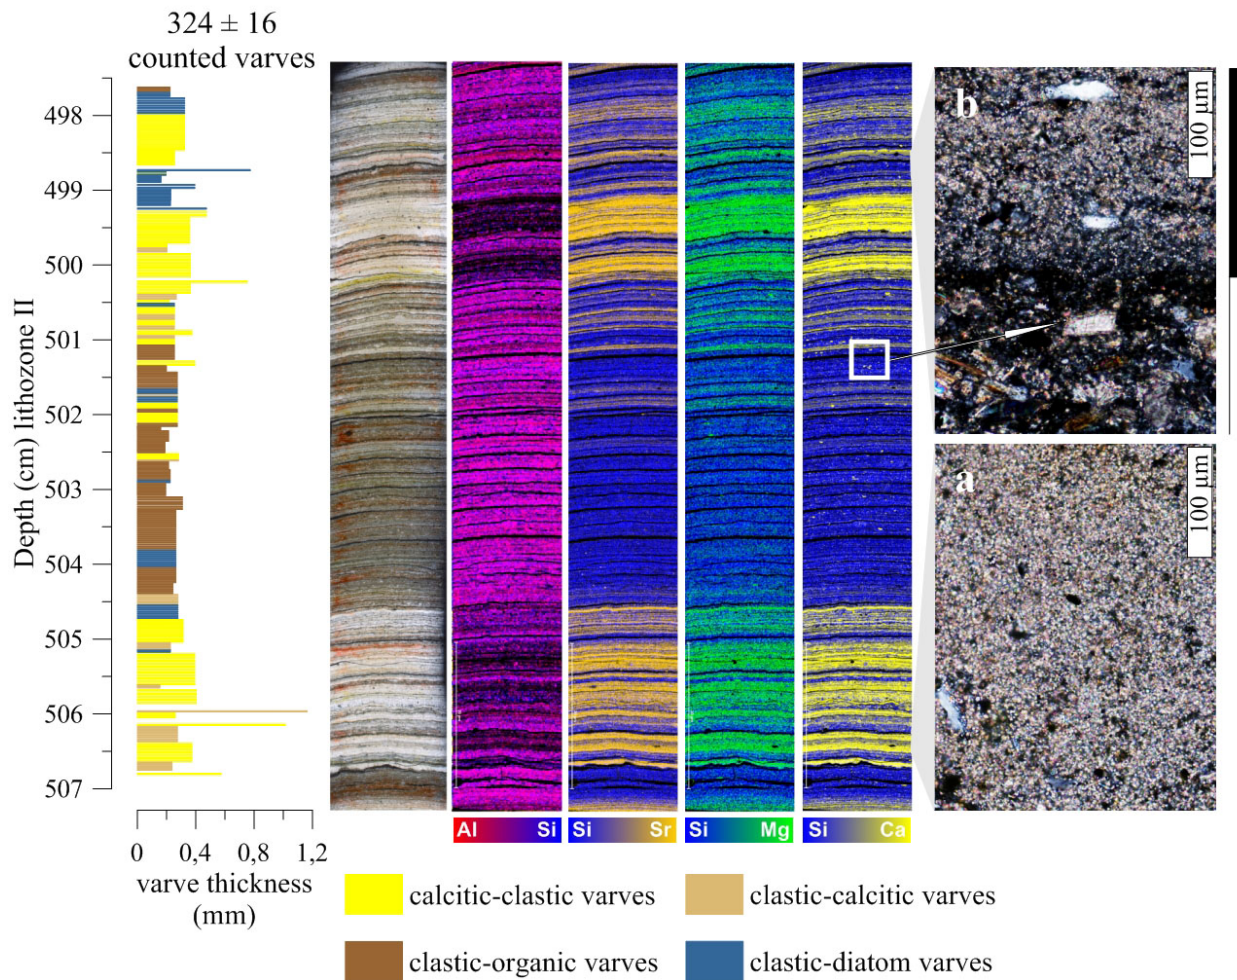 324 ± 16
counted varves
498
499
500
501
502
503
504
505
506
507
Depth (cm) lithozone II
0 0,4 0,8 1,2
varve thickness
(mm)
Al Si
Si Sr
Si Mg
Si Ca
b
100 µm
a
100 µm
calcitic-clastic varves
clastic-calcitic varves
clastic-organic varves
clastic-diatom varves